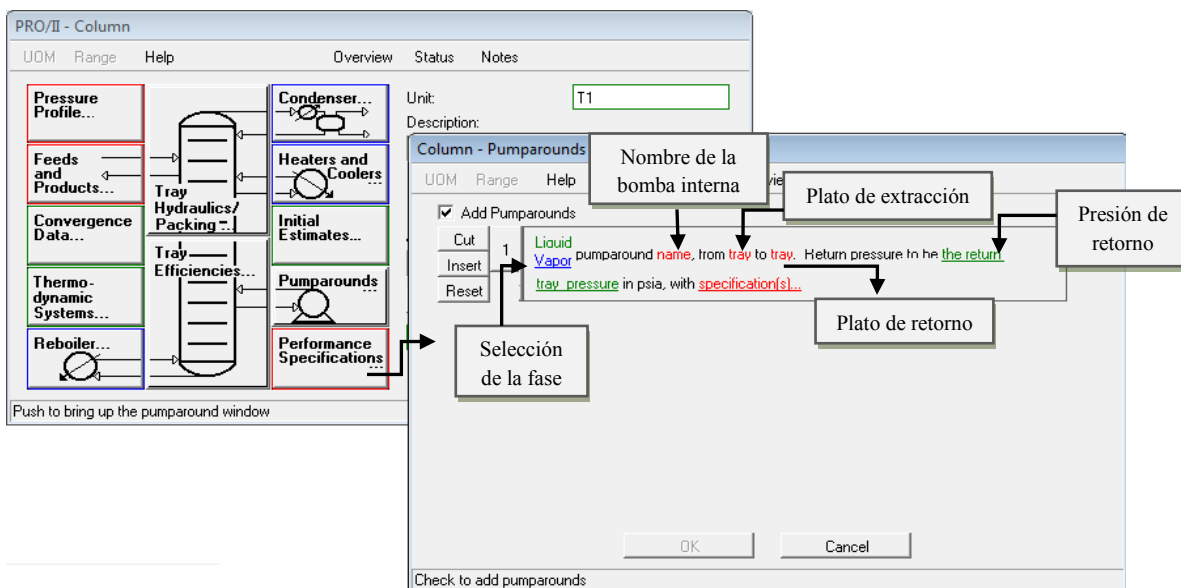 PRO/II - Column
UOM Range Help Overview Status Notes
Pressure
Profile...
Feeds
and
Products...
Convergence
Data...
Thermo-
dynamic
Systems...
Reboiler...
Tray
Hydraulics/
Packing ...
Tray
Efficiencies...
Condenser...
Heaters and
Coolers
...
Initial
Estimates...
Pumparounds
...
Performance
Specifications
...
Unit: T1
Description:
Push to bring up the pumparound window
Column - Pumparounds
UOM Range Help
Add Pumparounds
Cut
Insert
Reset
1
Liquid
Vapor pumparound name, from tray to tray. Return pressure to be the return
tray pressure in psia, with specification(s)...
Nombre de la
bomba interna
Plato de extracción
Presión de
retorno
Plato de retorno
Selección
de la fase
OK Cancel
Check to add pumparounds